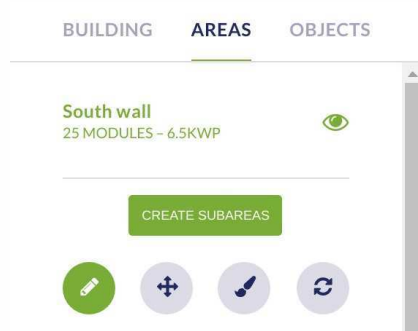 BUILDING AREAS OBJECTS
South wall
25 MODULES – 6.5KWP
CREATE SUBAREAS